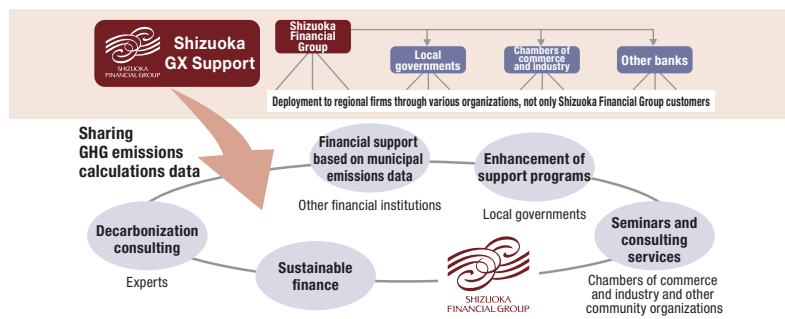 SHIZUOKA
FINANCIAL GROUP
Shizuoka
GX Support
Shizuoka
Financial
Group
Local
governments
Chambers of
commerce
and industry
Other banks
Deployment to regional firms through various organizations, not only Shizuoka Financial Group customers
Sharing
GHG emissions
calculations data
Financial support
based on municipal
emissions data
Other financial institutions
Enhancement of
support programs
Local governments
Seminars and
consulting
services
Chambers of commerce
and industry and other
community organizations
Decarbonization
consulting
Experts
Sustainable
finance
SHIZUOKA
FINANCIAL GROUP